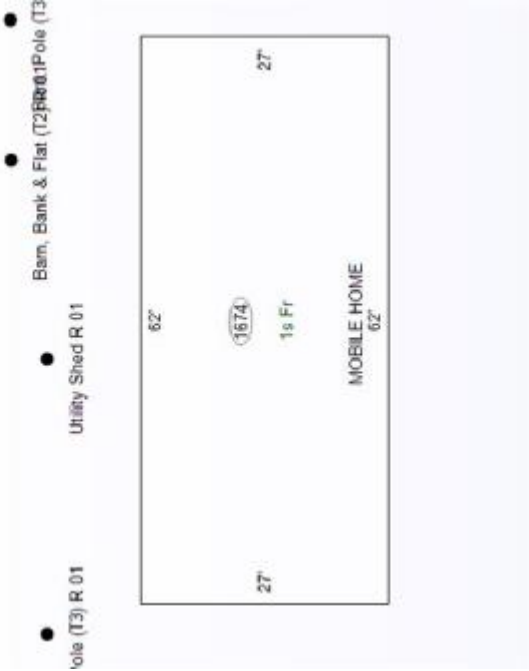 Barn, Bank & Flat (T2)
Pole (T3
Utility Shed R 01
ole (T3) R 01
27'
62'
1674
1s Fr
MOBILE HOME
62'
27'